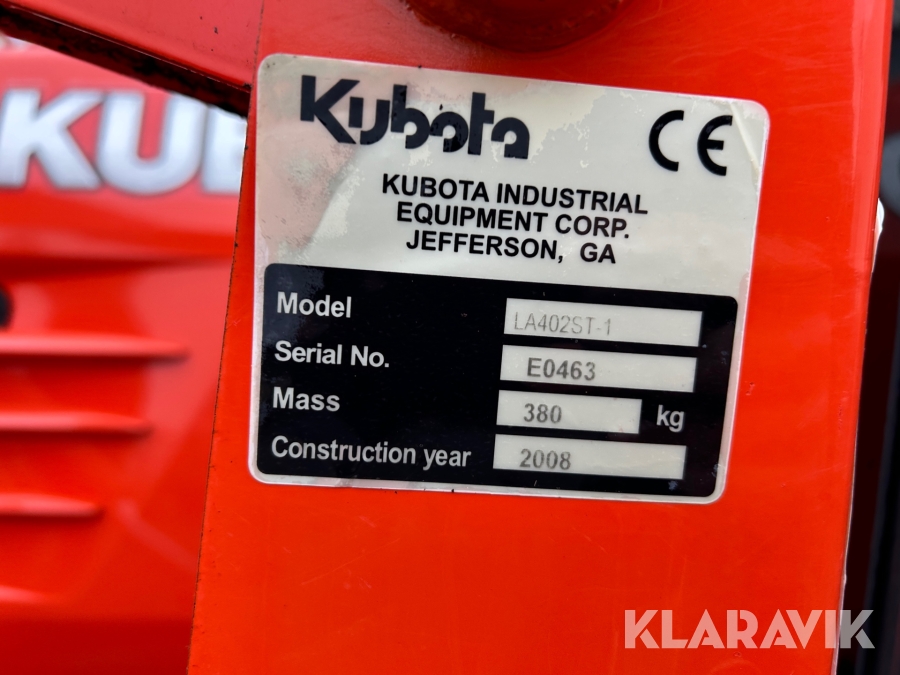 KUB
Kubota CE
KUBOTA INDUSTRIAL
EQUIPMENT CORP.
JEFFERSON, GA
Model LA402ST-1
Serial No. E0463
Mass 380 kg
Construction year 2008
KLARAVIK